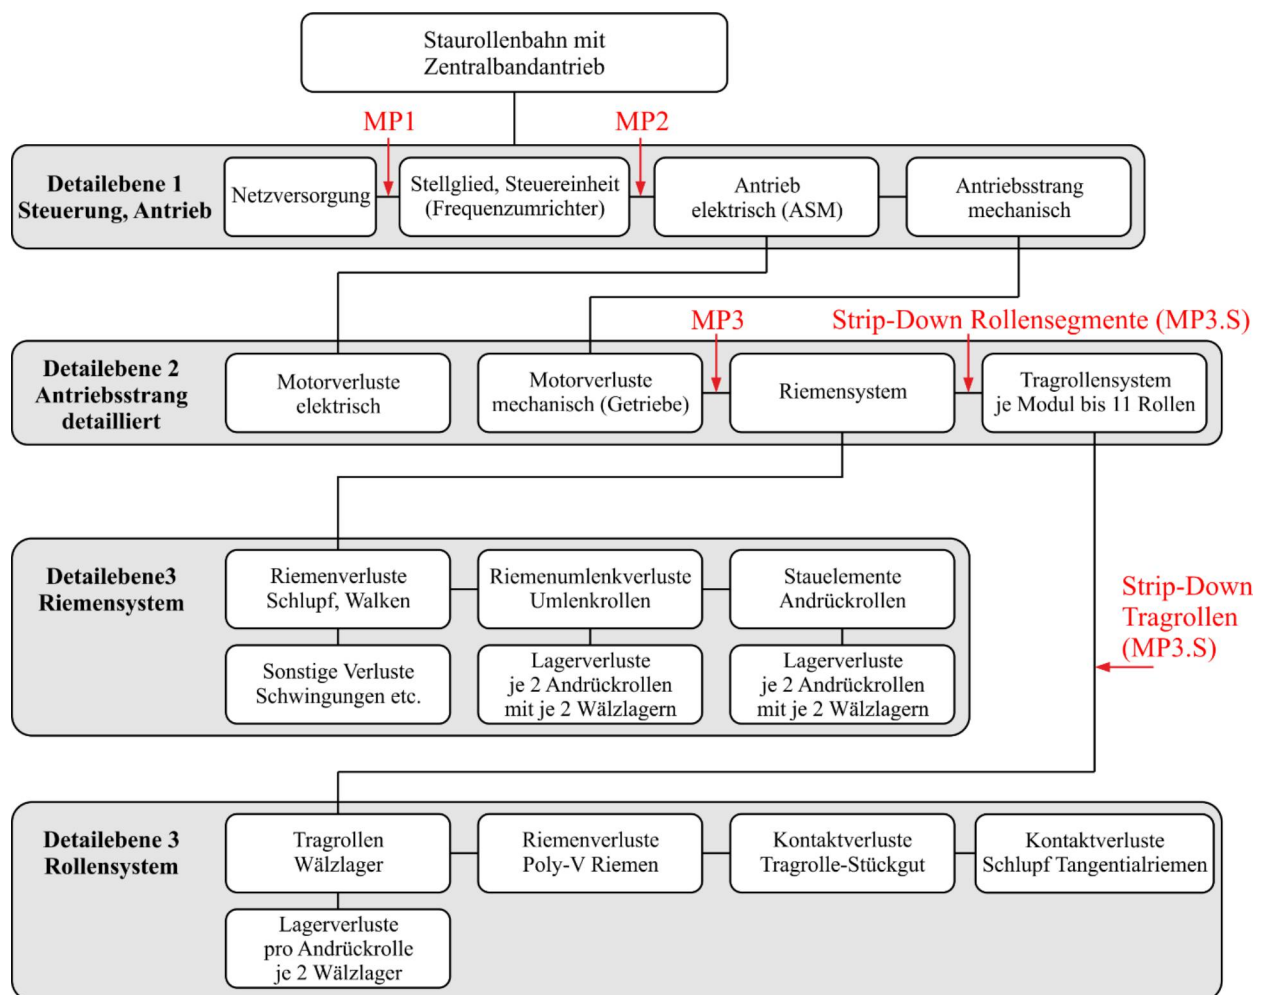 Staurollenbahn mit
Zentralbandantrieb
MP1
MP2
Detailebene 1
Steuerung, Antrieb
Netzversorgung
Stellglied, Steuereinheit
(Frequenzumrichter)
Antrieb
elektrisch (ASM)
Antriebsstrang
mechanisch
MP3
Strip-Down Rollensegmente (MP3.S)
Detailebene 2
Antriebsstrang
detailliert
Motorverluste
elektrisch
Motorverluste
mechanisch (Getriebe)
Riemensystem
Tragrollensystem
je Modul bis 11 Rollen
Detailebene3
Riemensystem
Riemenverluste
Schlupf, Walken
Riemenumlenkverluste
Umlenkrollen
Stauelemente
Andrückrollen
Sonstige Verluste
Schwingungen etc.
Lagerverluste
je 2 Andrückrollen
mit je 2 Wälzlagern
Lagerverluste
je 2 Andrückrollen
mit je 2 Wälzlagern
Strip-Down
Tragrollen
(MP3.S)
Detailebene 3
Rollensystem
Tragrollen
Wälzlager
Riemenverluste
Poly-V Riemen
Kontaktverluste
Tragrolle-Stückgut
Kontaktverluste
Schlupf Tangentialriemen
Lagerverluste
pro Andrückrolle
je 2 Wälzlager